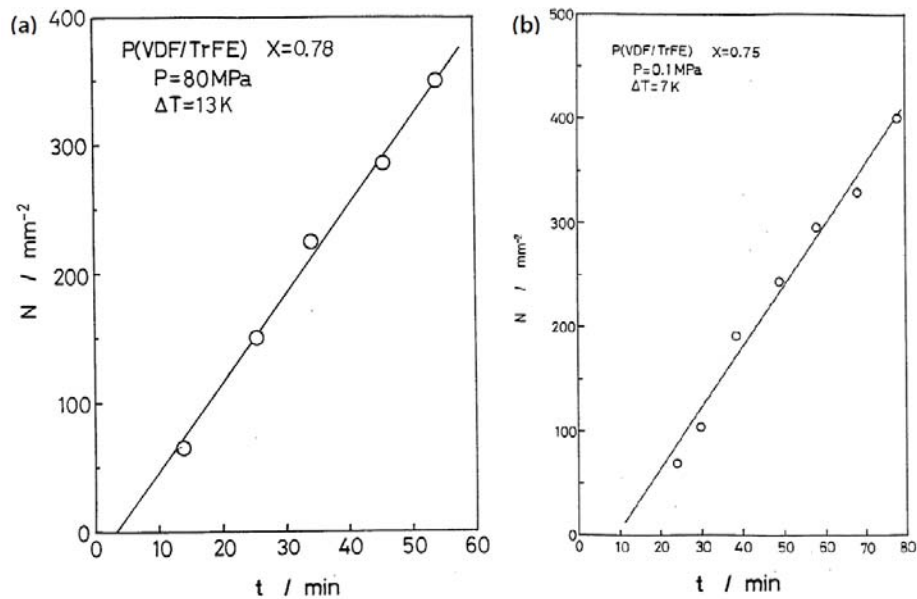 (a)
P(VDF/TrFE) X=0.78
P=80MPa
ΔT=13K
400
300
200
100
0
N / mm⁻²
0 10 20 30 40 50 60
t / min
(b)
P(VDF/TrFE) X=0.75
P=0.1MPa
ΔT=7K
500
400
300
200
100
0
N / mm⁻²
0 10 20 30 40 50 60 70 80
t / min